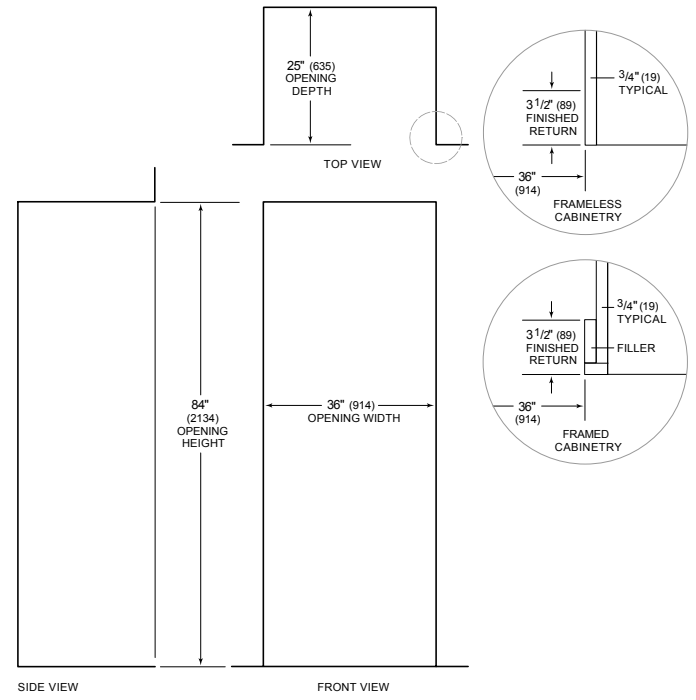 25" (635)
OPENING
DEPTH
TOP VIEW
3/4" (19)
TYPICAL
3 1/2" (89)
FINISHED
RETURN
36"
(914)
FRAMELESS
CABINETRY
3/4" (19)
TYPICAL
3 1/2" (89)
FINISHED
RETURN
FILLER
36"
(914)
FRAMED
CABINETRY
84"
(2134)
OPENING
HEIGHT
36" (914)
OPENING WIDTH
SIDE VIEW
FRONT VIEW